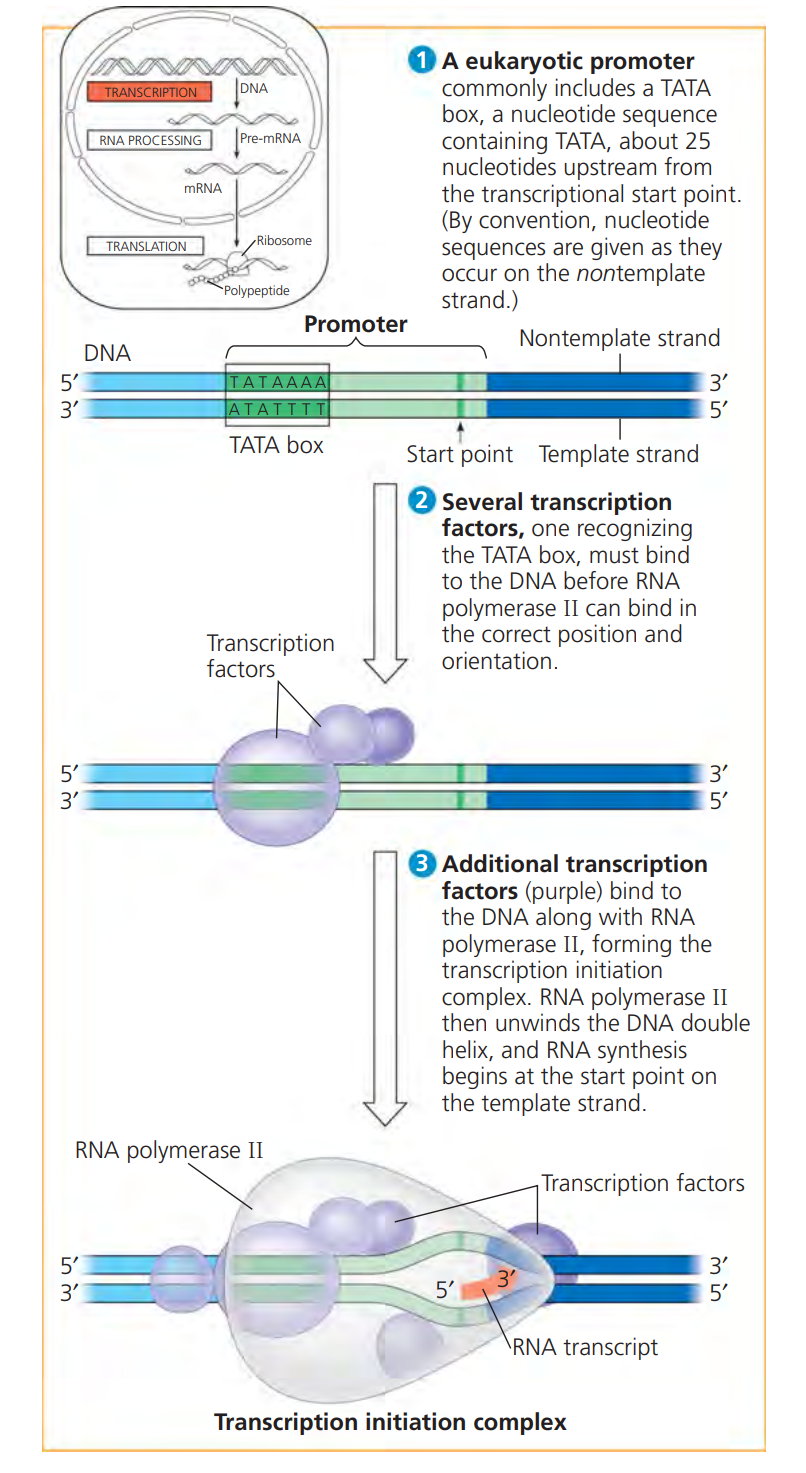 TRANSCRIPTION
DNA
RNA PROCESSING
Pre-mRNA
mRNA
TRANSLATION
Ribosome
Polypeptide
1 A eukaryotic promoter
commonly includes a TATA
box, a nucleotide sequence
containing TATA, about 25
nucleotides upstream from
the transcriptional start point.
(By convention, nucleotide
sequences are given as they
occur on the nontemplate
strand.)
Promoter
Nontemplate strand
DNA
5′ TATAAAA 3′
3′ ATATTTT 5′
TATA box
Start point
Template strand
2 Several transcription
factors, one recognizing
the TATA box, must bind
to the DNA before RNA
polymerase II can bind in
the correct position and
orientation.
Transcription
factors
5′ 3′
3′ 5′
3 Additional transcription
factors (purple) bind to
the DNA along with RNA
polymerase II, forming the
transcription initiation
complex. RNA polymerase II
then unwinds the DNA double
helix, and RNA synthesis
begins at the start point on
the template strand.
RNA polymerase II
Transcription factors
5′ 3′
5′ 3′
3′ 5′
RNA transcript
Transcription initiation complex